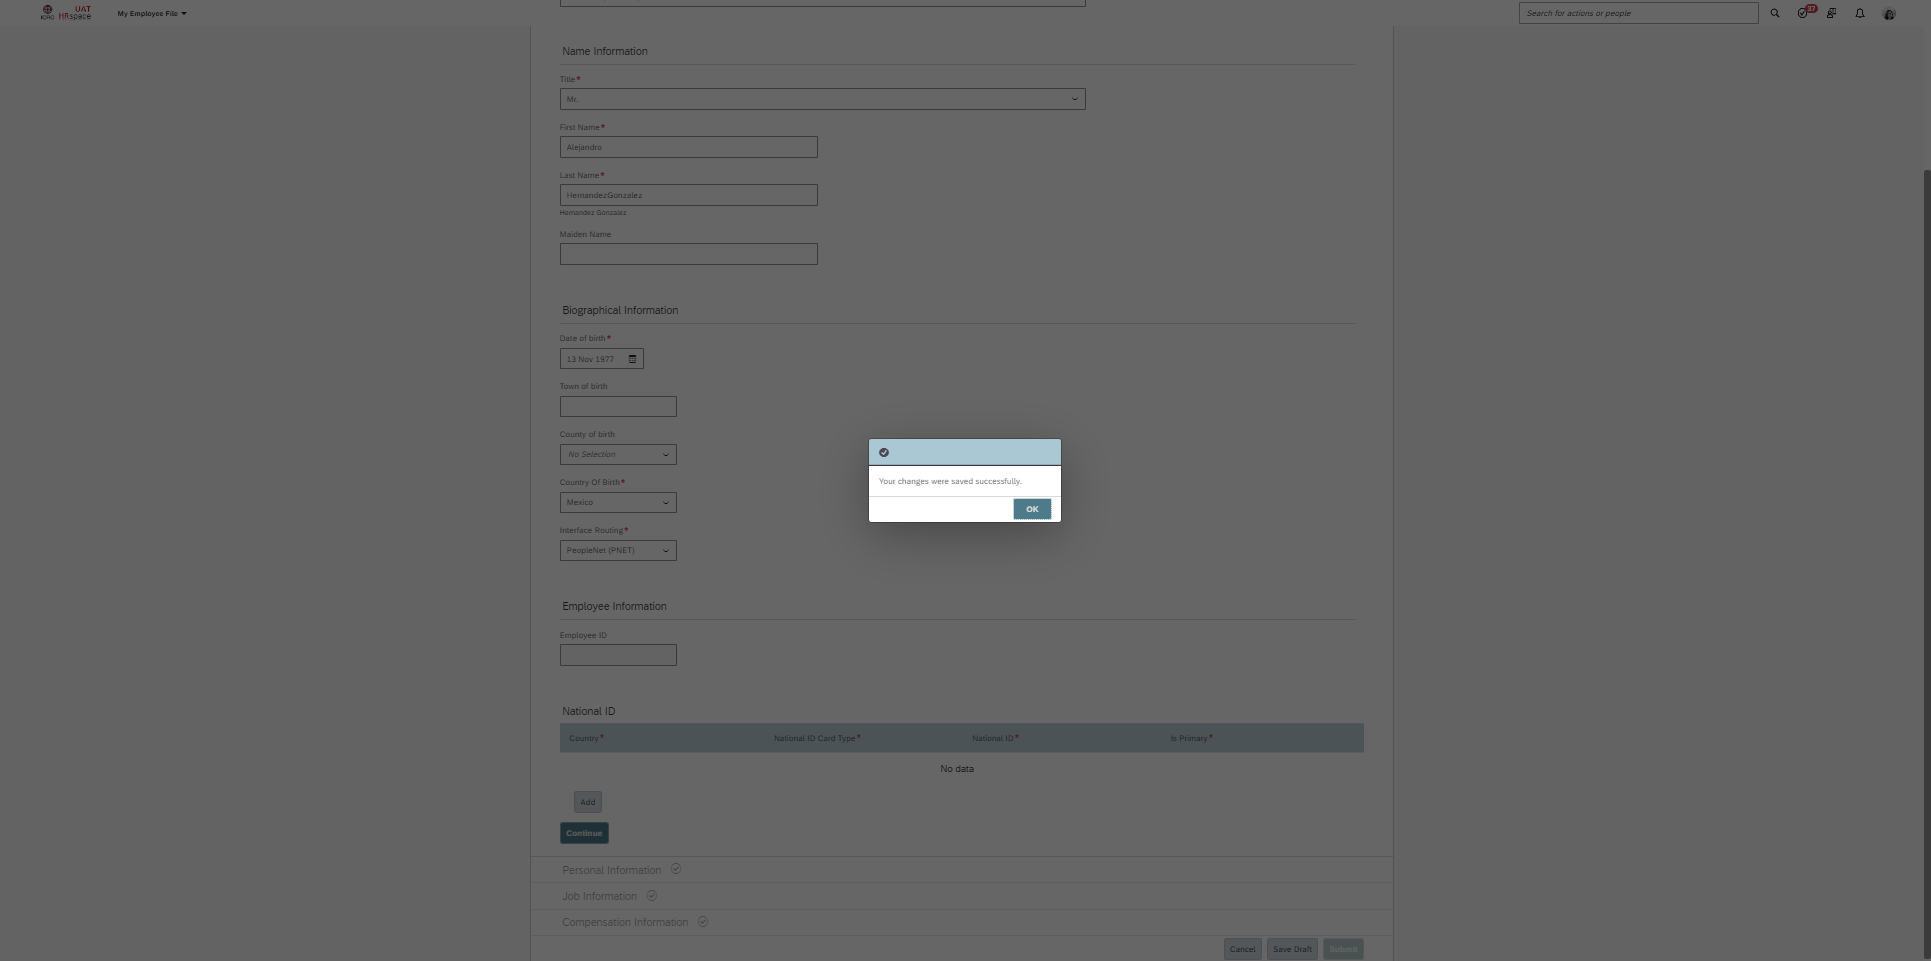 ICRC
UAT
HRspace
My Employee File
Search for actions or people
37
Name Information
Title*
Mr.
First Name*
Alejandro
Last Name*
HernandezGonzalez
Hernandez Gonzalez
Maiden Name
Biographical Information
Date of birth*
13 Nov 1977
Town of birth
County of birth
No Selection
Country Of Birth*
Mexico
Interface Routing*
PeopleNet (PNET)
Your changes were saved successfully.
OK
Employee Information
Employee ID
National ID
Country* National ID Card Type* National ID* Is Primary*
No data
Add
Continue
Personal Information
Job Information
Compensation Information
Cancel Save Draft Submit